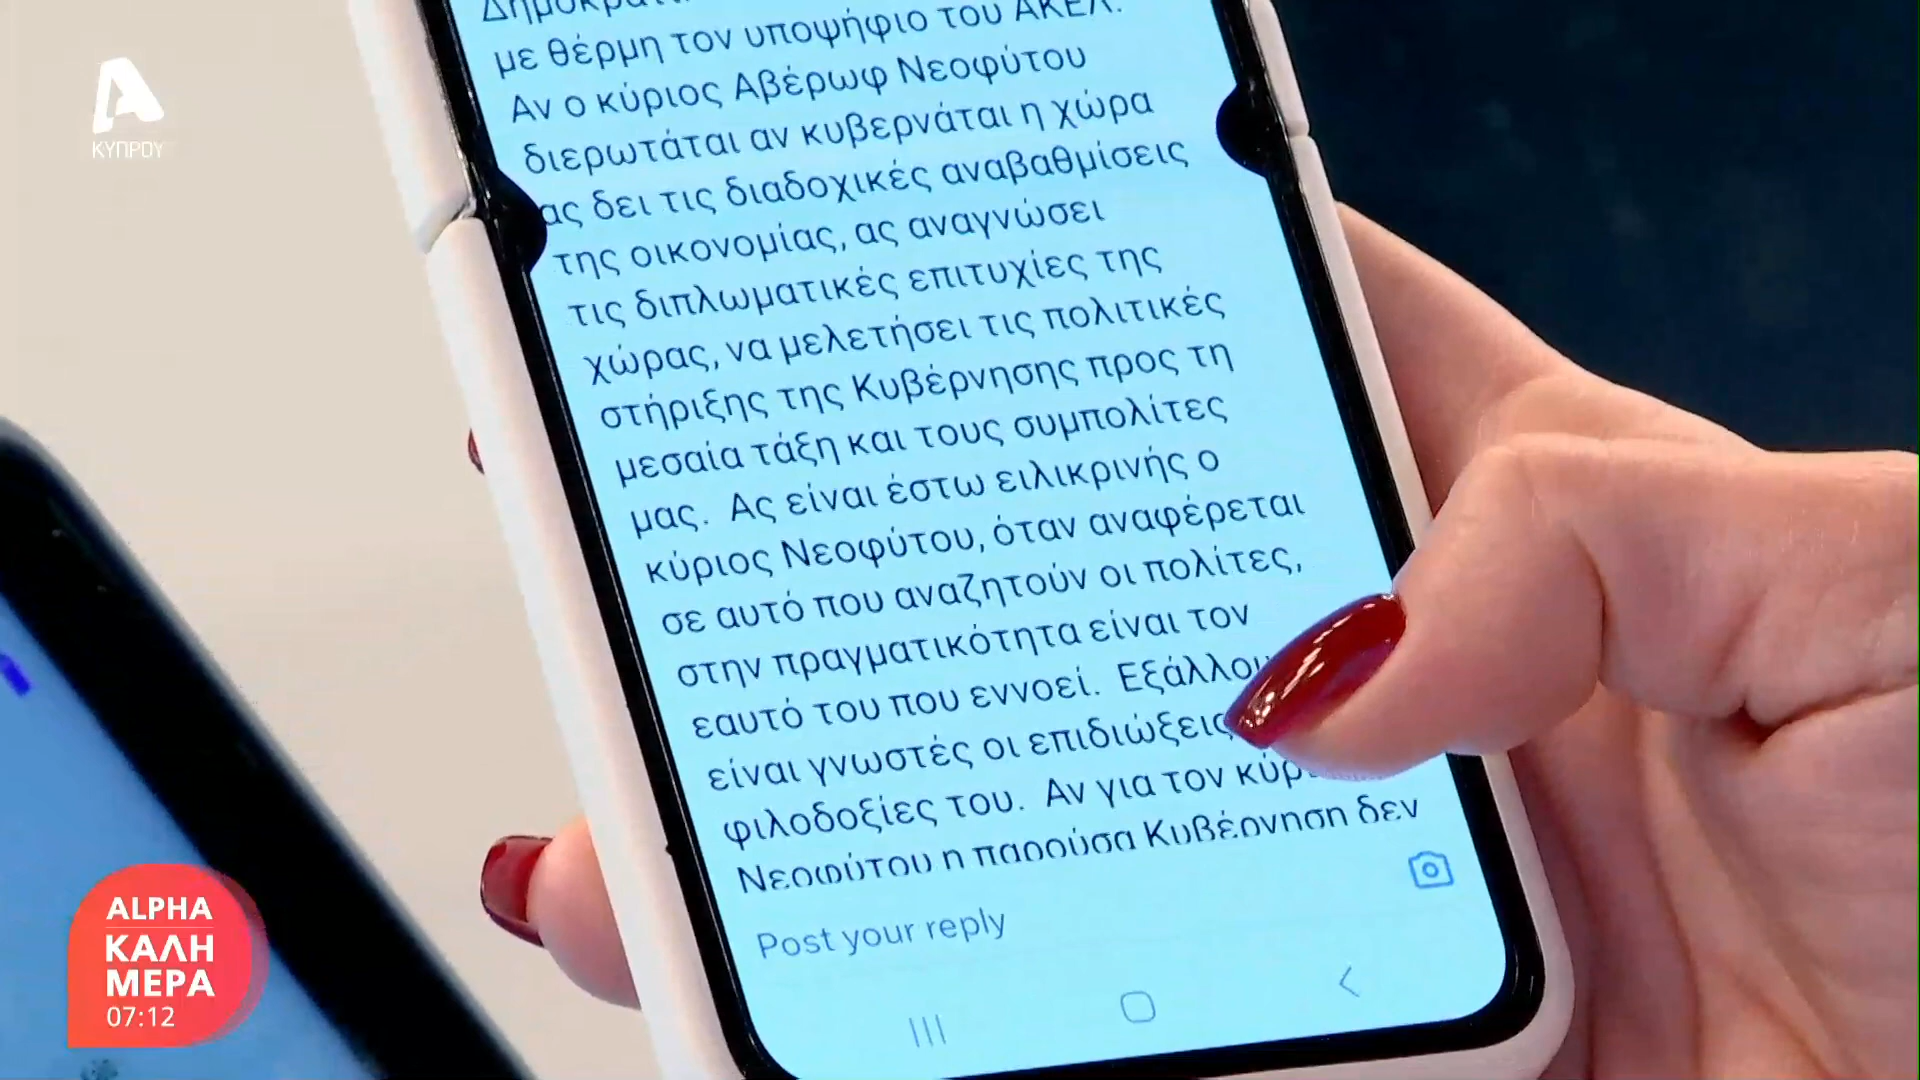 με θέρμη τον υποψήφιο του ΑΚΕΛ.
Αν ο κύριος Αβέρωφ Νεοφύτου
διερωτάται αν κυβερνάται η χώρα
ας δει τις διαδοχικές αναβαθμίσεις
της οικονομίας, ας αναγνώσει
τις διπλωματικές επιτυχίες της
χώρας, να μελετήσει τις πολιτικές
στήριξης της Κυβέρνησης προς τη
μεσαία τάξη και τους συμπολίτες
μας. Ας είναι έστω ειλικρινής ο
κύριος Νεοφύτου, όταν αναφέρεται
σε αυτό που αναζητούν οι πολίτες,
στην πραγματικότητα είναι τον
εαυτό του που εννοεί.
είναι γνωστές οι επιδιώξεις
φιλοδοξίες του. Αν για τον
Νεοφύτου η παρούσα Κυβέρνηση δεν
Post your reply
ΚΥΠΡΟΥ
ALPHA
ΚΑΛΗ
ΜΕΡΑ
07:12